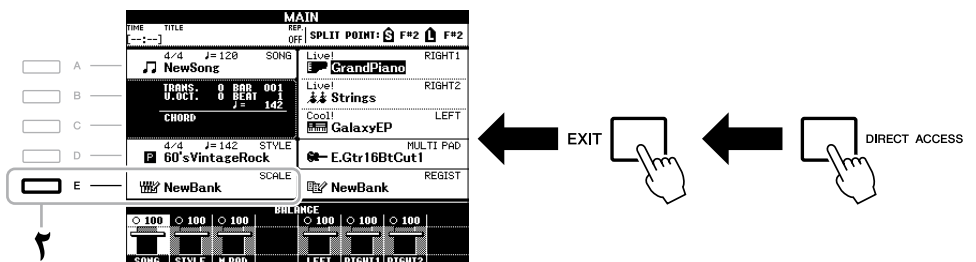 MAIN
TIME TITLE REP. SPLIT POINT: S F#2 L F#2
[--:--] OFF
4/4 ♩=120 SONG
NewSong
Live! RIGHT1
GrandPiano
A
TRANS. 0 BAR 001
U.OCT. 0 BEAT 1
♩= 142
Live! RIGHT2
Strings
B
CHORD
Cool! LEFT
GalaxyEP
C
4/4 ♩=142 STYLE
P 60'sVintageRock
MULTI PAD
E.Gtr16BtCut1
D
SCALE
NewBank
REGIST
NewBank
E
EXIT
DIRECT ACCESS
BALANCE
100 100 100 100 100 100
SONG STYLE M.PAD LEFT RIGHT1 RIGHT2
٢